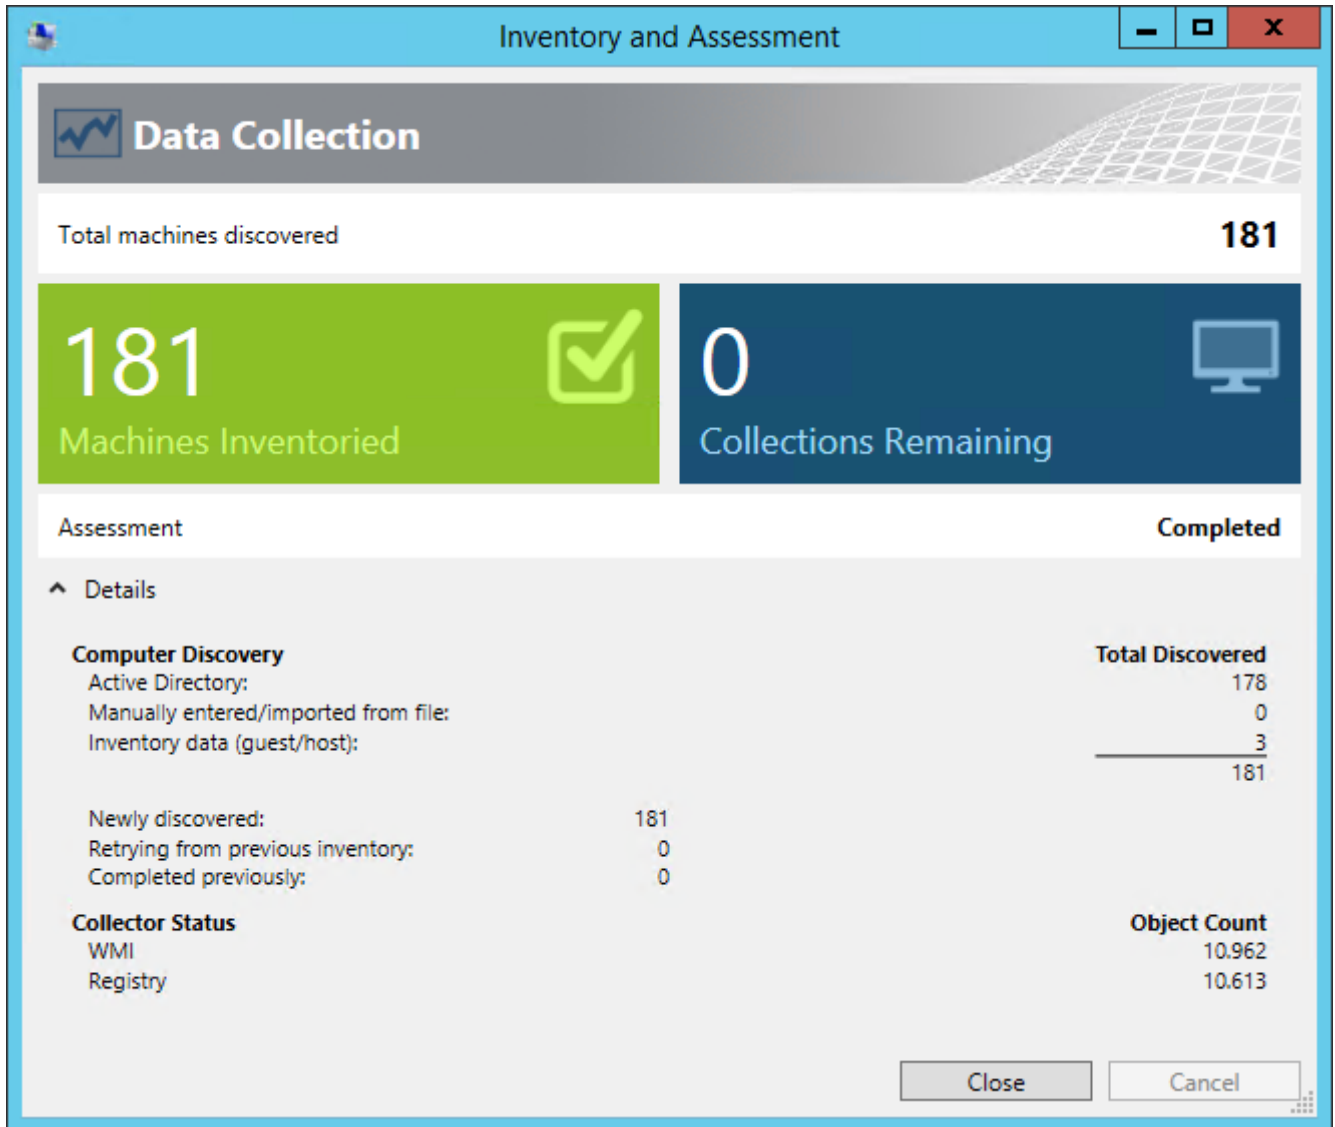 Inventory and Assessment
Data Collection
Total machines discovered 181
181 0
Machines Inventoried Collections Remaining
Assessment Completed
Details
Computer Discovery Total Discovered
Active Directory: 178
Manually entered/imported from file: 0
Inventory data (guest/host): 3
181
Newly discovered: 181
Retrying from previous inventory: 0
Completed previously: 0
Collector Status Object Count
WMI 10.962
Registry 10.613
Close Cancel